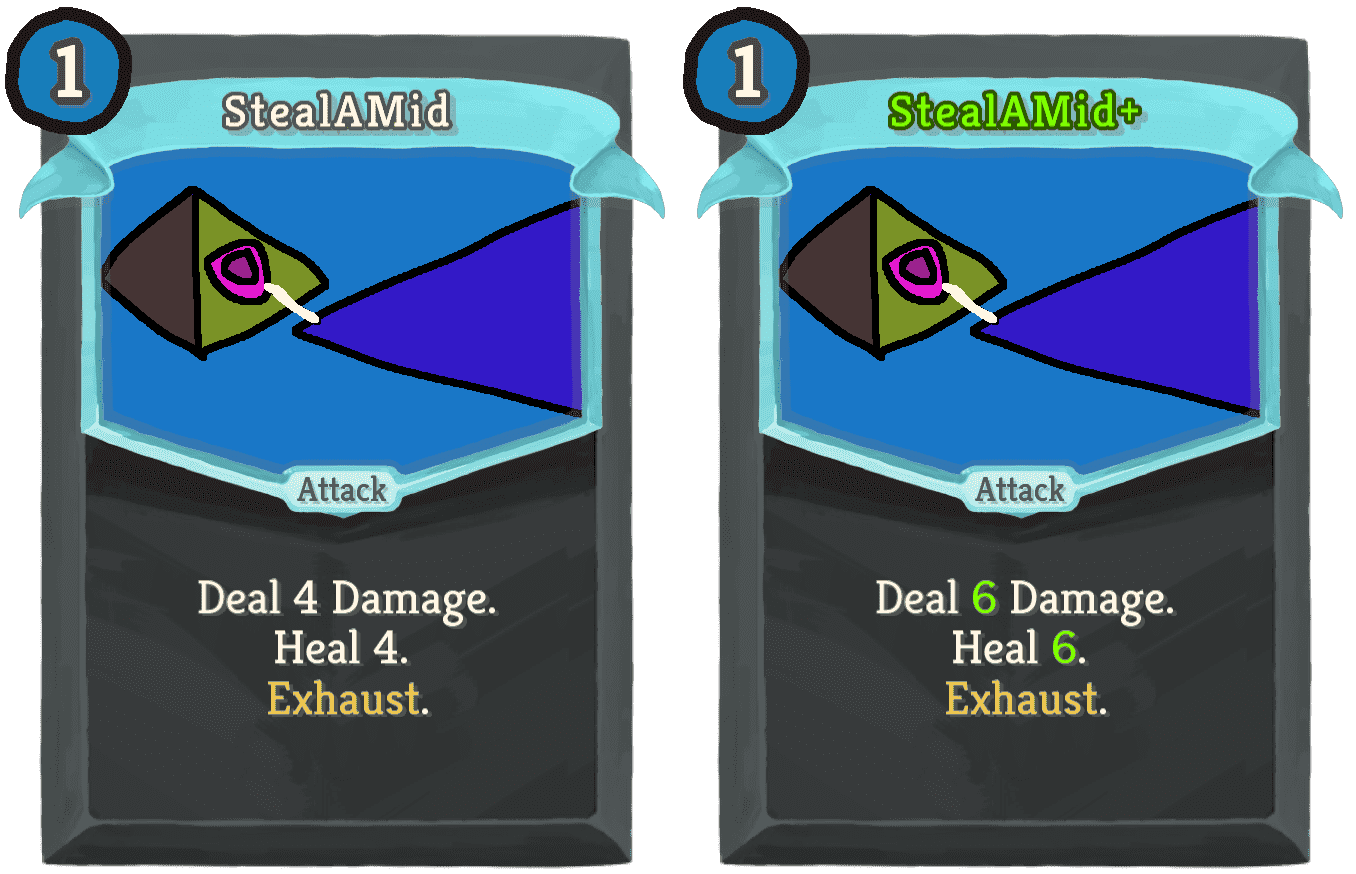 1
StealAMid
Attack
Deal 4 Damage.
Heal 4.
Exhaust.
1
StealAMid+
Attack
Deal 6 Damage.
Heal 6.
Exhaust.